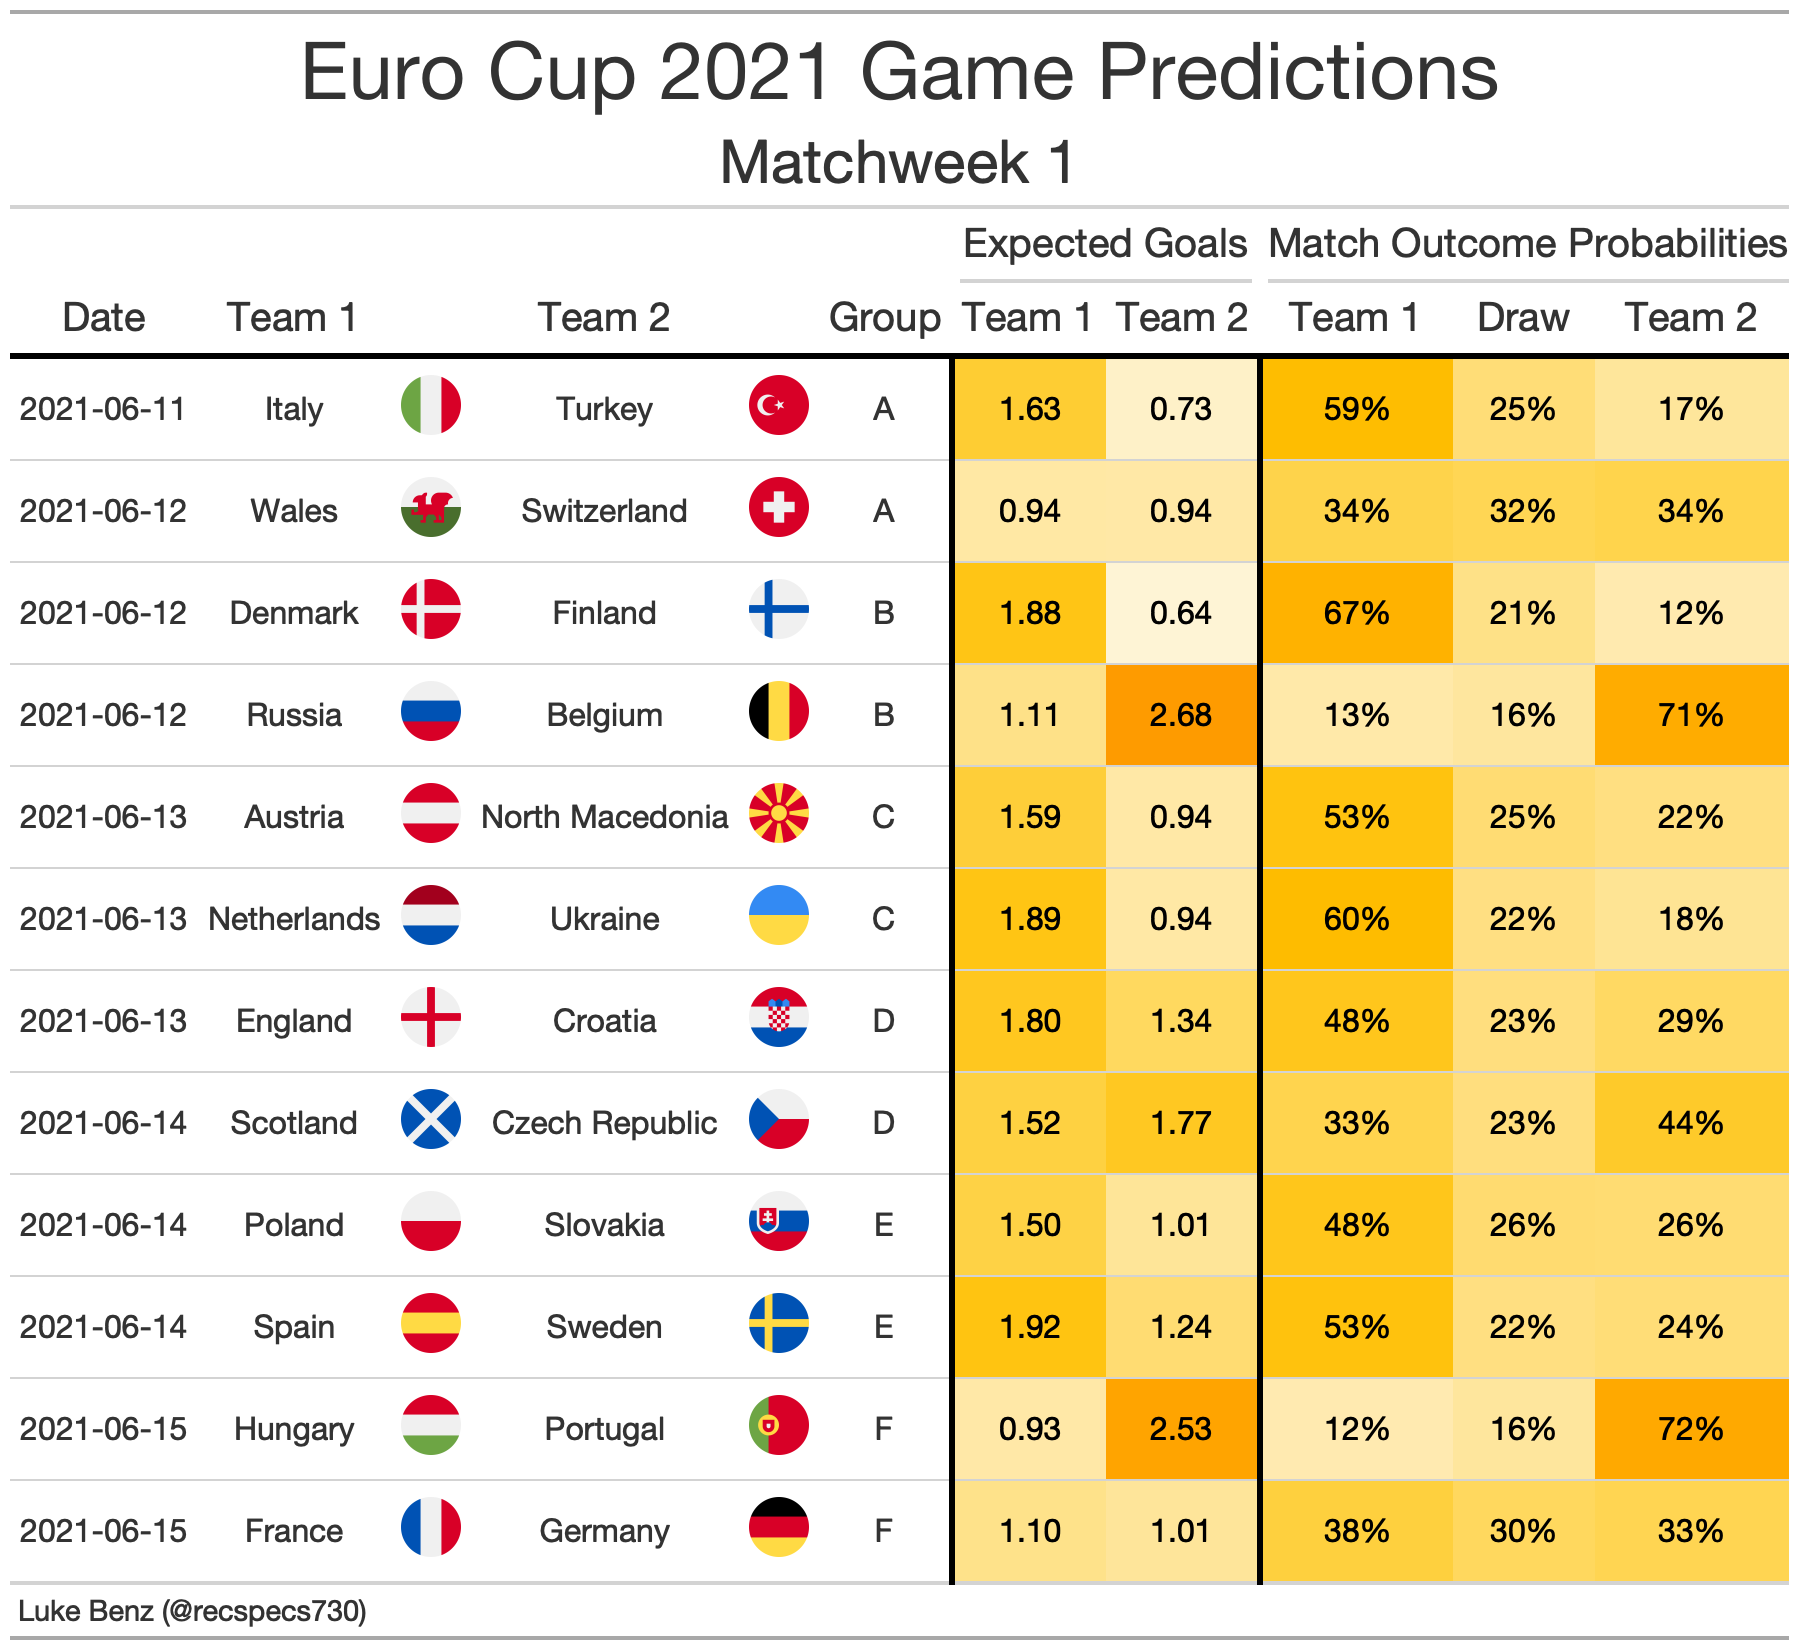 Euro Cup 2021 Game Predictions
Matchweek 1
Expected Goals Match Outcome Probabilities
Date Team 1 Team 2 Group Team 1 Team 2 Team 1 Draw Team 2
2021-06-11 Italy Turkey A 1.63 0.73 59% 25% 17%
2021-06-12 Wales Switzerland A 0.94 0.94 34% 32% 34%
2021-06-12 Denmark Finland B 1.88 0.64 67% 21% 12%
2021-06-12 Russia Belgium B 1.11 2.68 13% 16% 71%
2021-06-13 Austria North Macedonia C 1.59 0.94 53% 25% 22%
2021-06-13 Netherlands Ukraine C 1.89 0.94 60% 22% 18%
2021-06-13 England Croatia D 1.80 1.34 48% 23% 29%
2021-06-14 Scotland Czech Republic D 1.52 1.77 33% 23% 44%
2021-06-14 Poland Slovakia E 1.50 1.01 48% 26% 26%
2021-06-14 Spain Sweden E 1.92 1.24 53% 22% 24%
2021-06-15 Hungary Portugal F 0.93 2.53 12% 16% 72%
2021-06-15 France Germany F 1.10 1.01 38% 30% 33%
Luke Benz (@recspecs730)